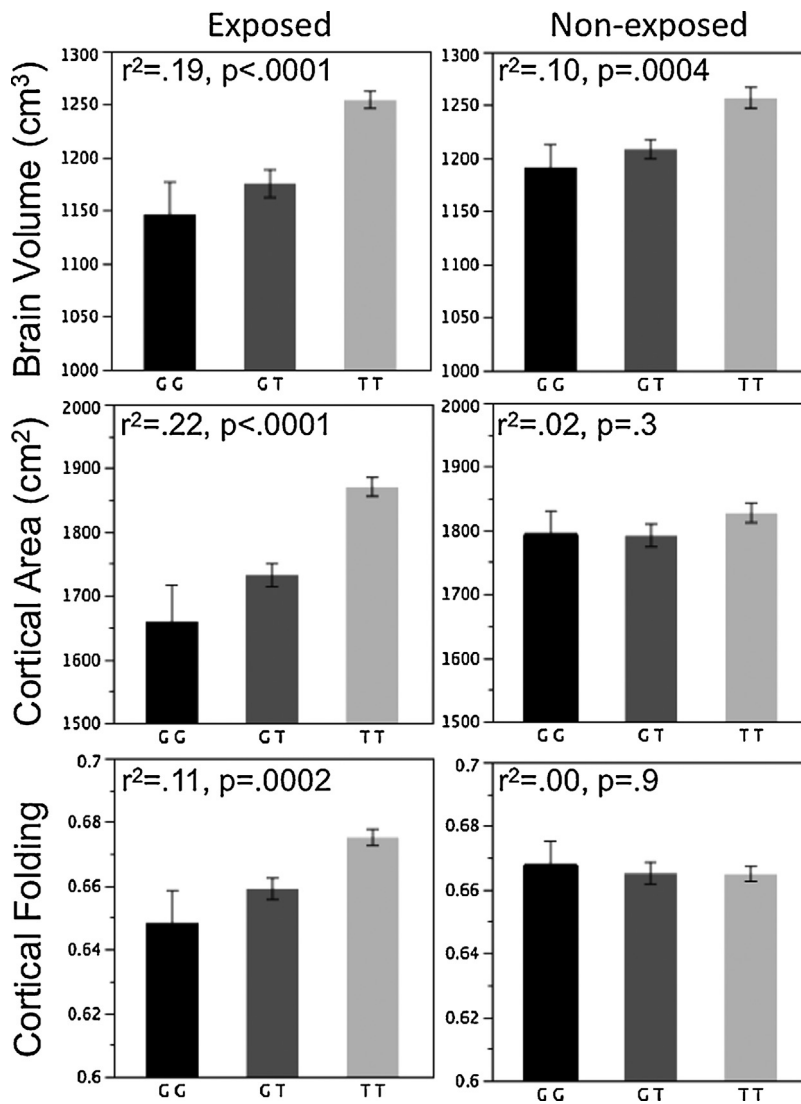 Exposed
Non-exposed
Brain Volume (cm³)
1300
1250
1200
1150
1100
1050
1000
r²=.19, p<.0001
GG GT TT
1300
1250
1200
1150
1100
1050
1000
r²=.10, p=.0004
GG GT TT
Cortical Area (cm²)
2000
1900
1800
1700
1600
1500
r²=.22, p<.0001
GG GT TT
2000
1900
1800
1700
1600
1500
r²=.02, p=.3
GG GT TT
Cortical Folding
0.7
0.68
0.66
0.64
0.62
0.6
r²=.11, p=.0002
GG GT TT
0.7
0.68
0.66
0.64
0.62
0.6
r²=.00, p=.9
GG GT TT